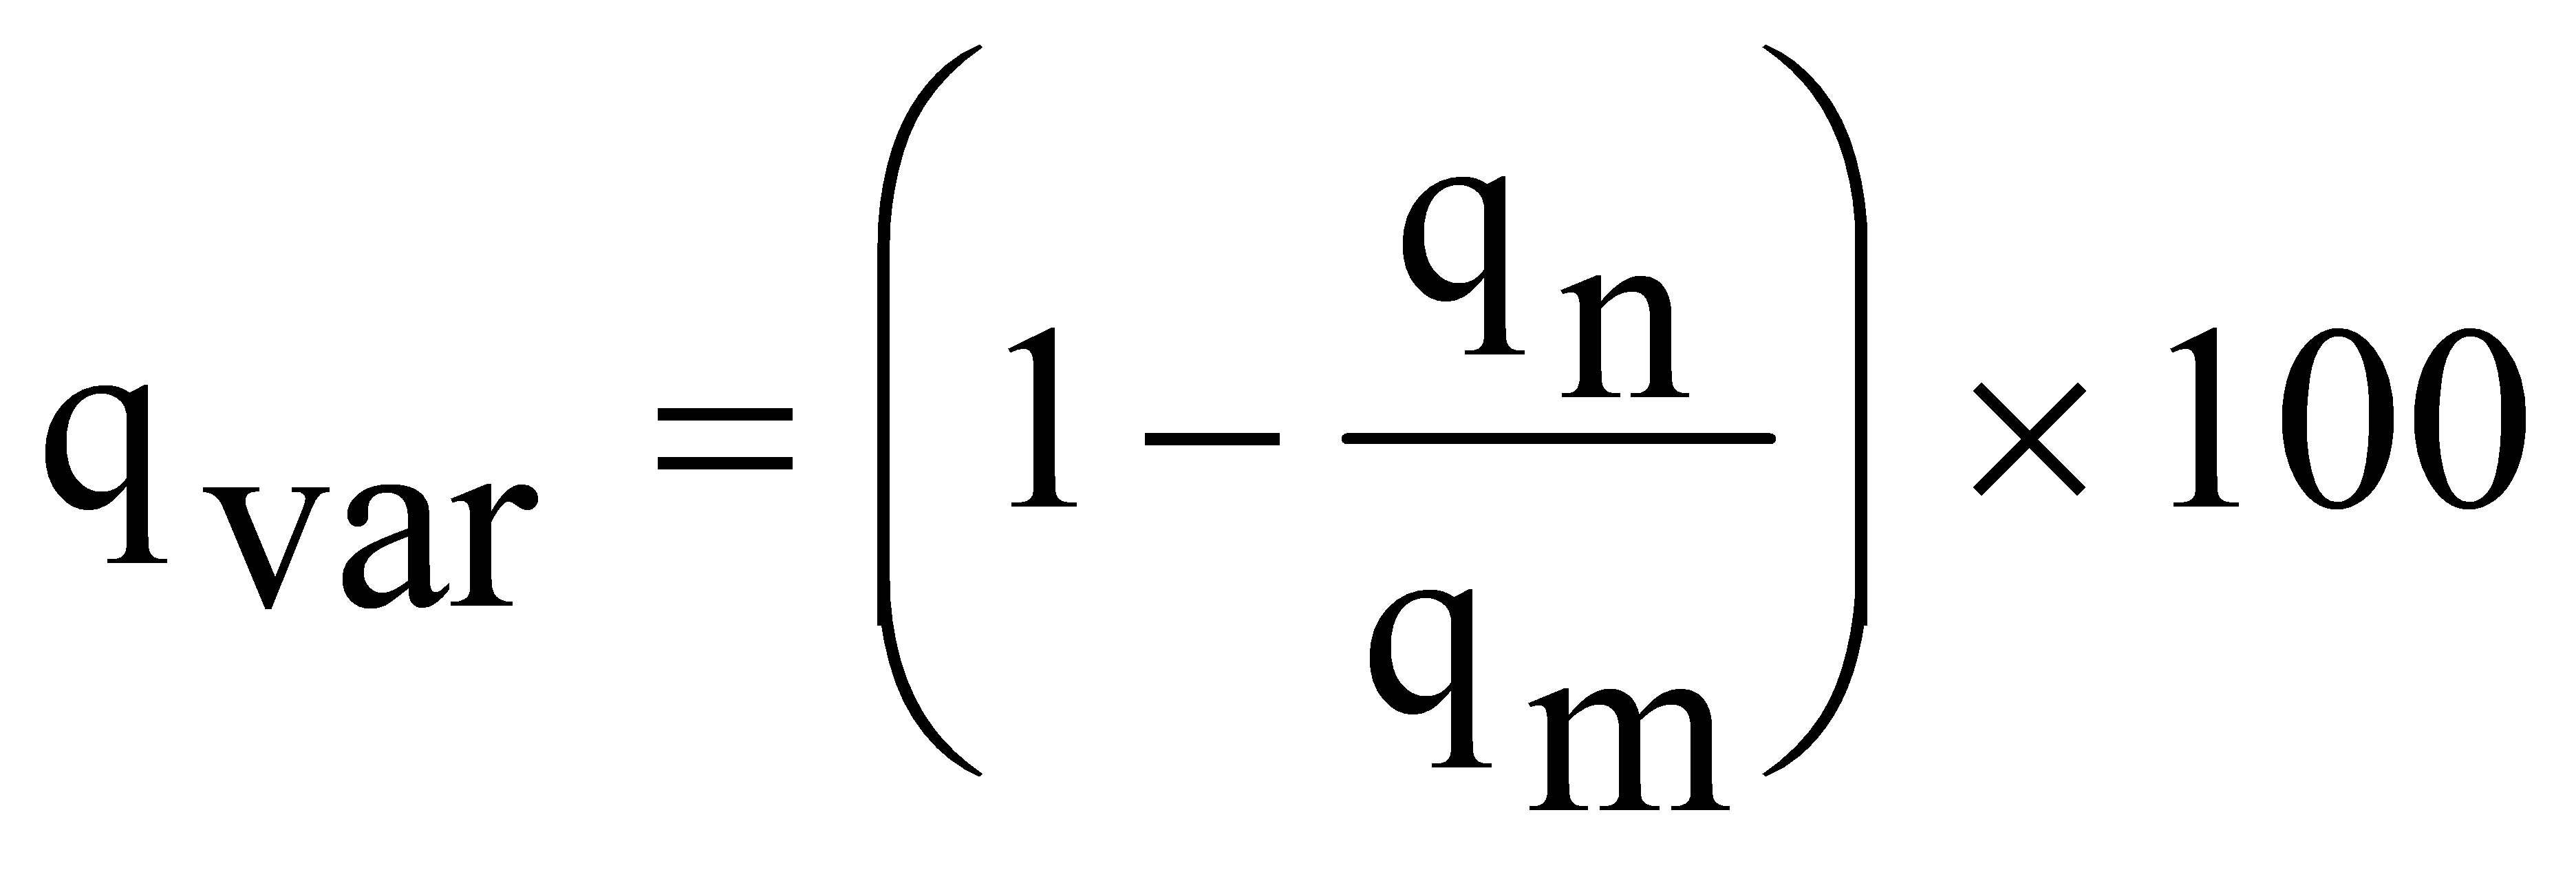 q_var = (1 − q_n / q_m) × 100